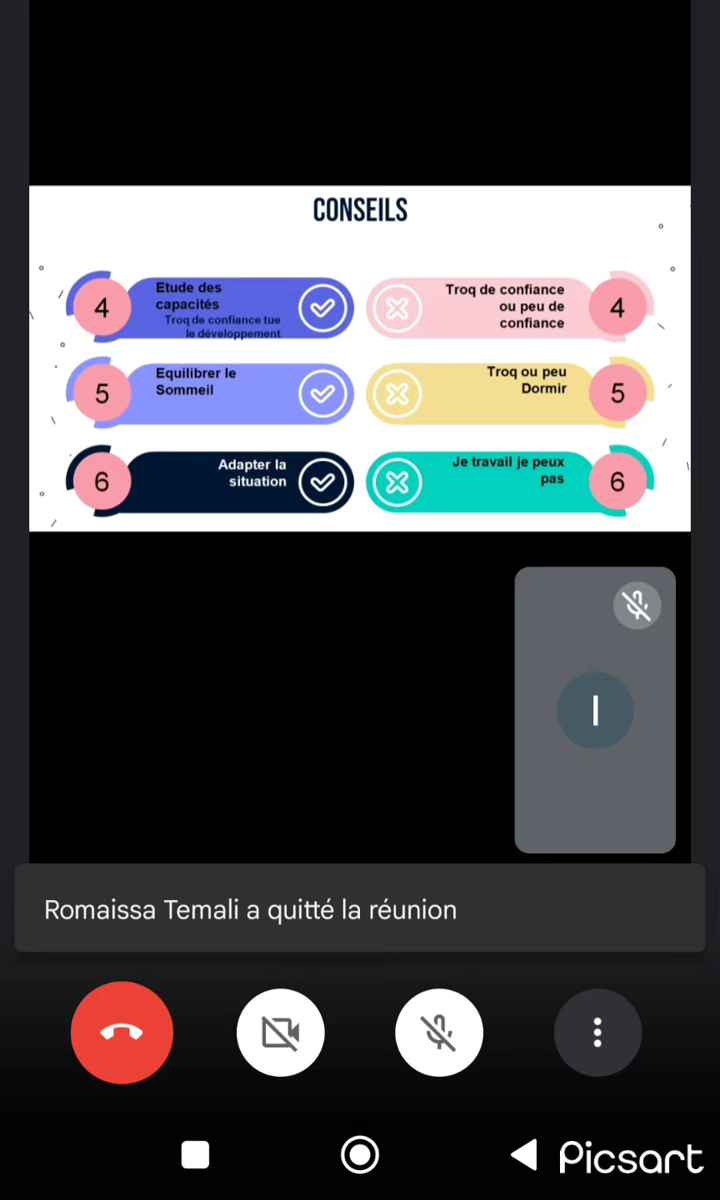 CONSEILS
4
Etude des
capacités
Troq de confiance tue
le développement
Troq de confiance
ou peu de
confiance
4
5
Equilibrer le
Sommeil
Troq ou peu
Dormir
5
6
Adapter la
situation
Je travail je peux
pas
6
I
Romaissa Temali a quitté la réunion
Picsart